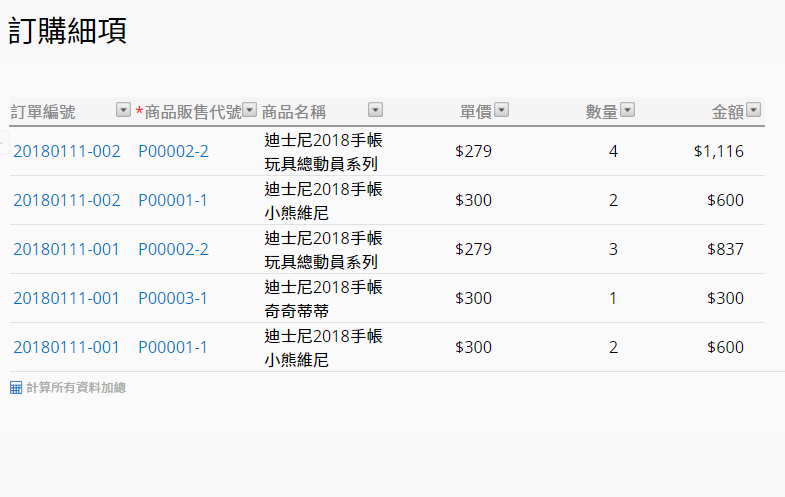 訂購細項
訂單編號 *商品販售代號 商品名稱 單價 數量 金額
20180111-002 P00002-2 迪士尼2018手帳 $279 4 $1,116
玩具總動員系列
20180111-002 P00001-1 迪士尼2018手帳 $300 2 $600
小熊維尼
20180111-001 P00002-2 迪士尼2018手帳 $279 3 $837
玩具總動員系列
20180111-001 P00003-1 迪士尼2018手帳 $300 1 $300
奇奇蒂蒂
20180111-001 P00001-1 迪士尼2018手帳 $300 2 $600
小熊維尼
計算所有資料加總